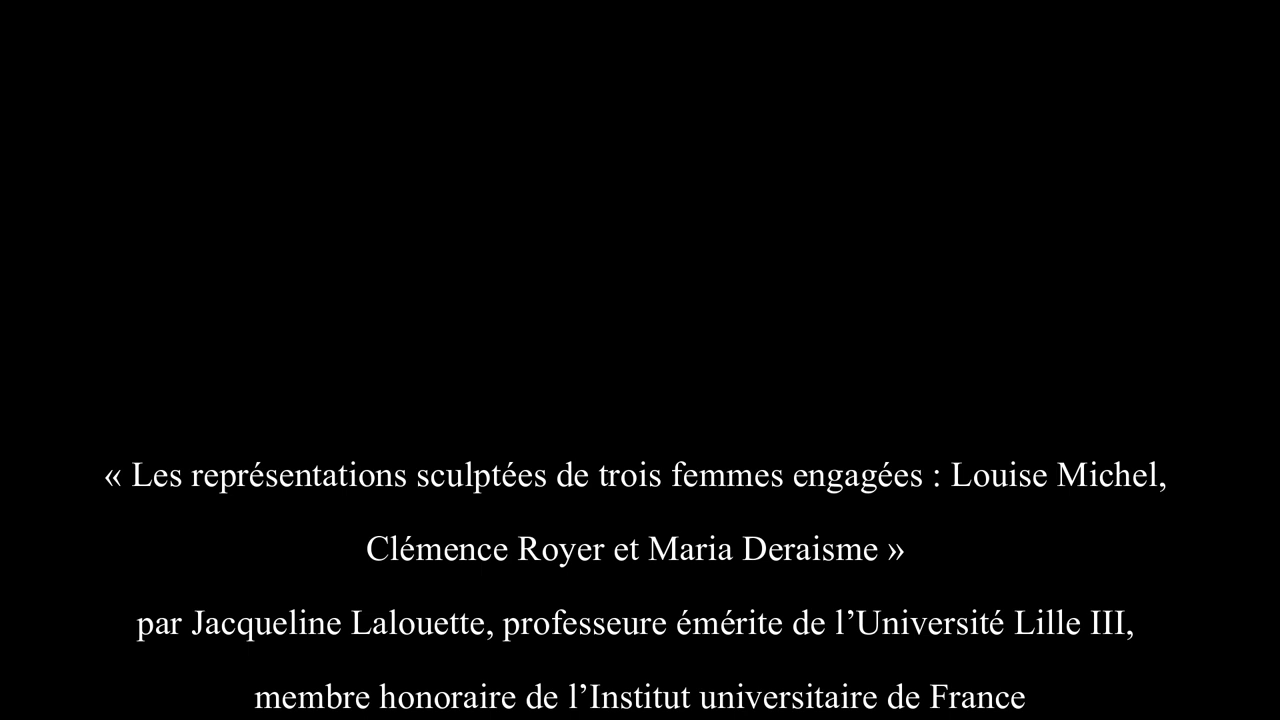 « Les représentations sculptées de trois femmes engagées : Louise Michel,
Clémence Royer et Maria Deraisme »
par Jacqueline Lalouette, professeure émérite de l’Université Lille III,
membre honoraire de l’Institut universitaire de France